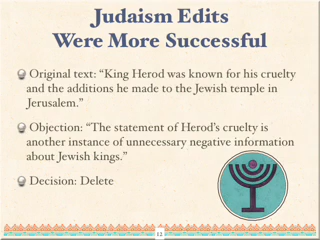 Judaism Edits
Were More Successful
Original text: “King Herod was known for his cruelty
and the additions he made to the Jewish temple in
Jerusalem.”
Objection: “The statement of Herod’s cruelty is
another instance of unnecessary negative information
about Jewish kings.”
Decision: Delete
12